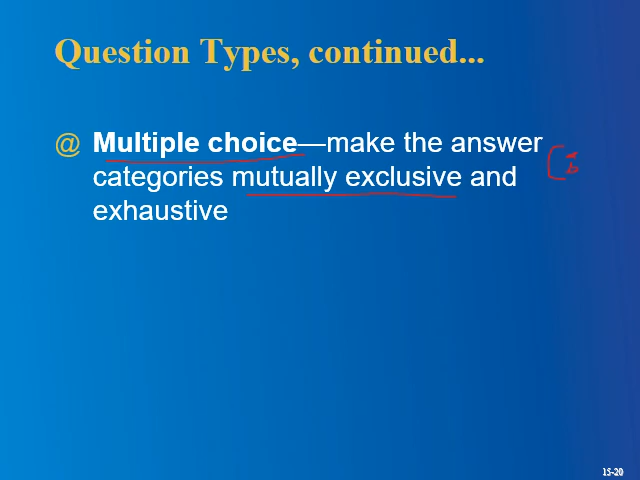 Question Types, continued...
@ Multiple choice—make the answer
categories mutually exclusive and
exhaustive
15-20